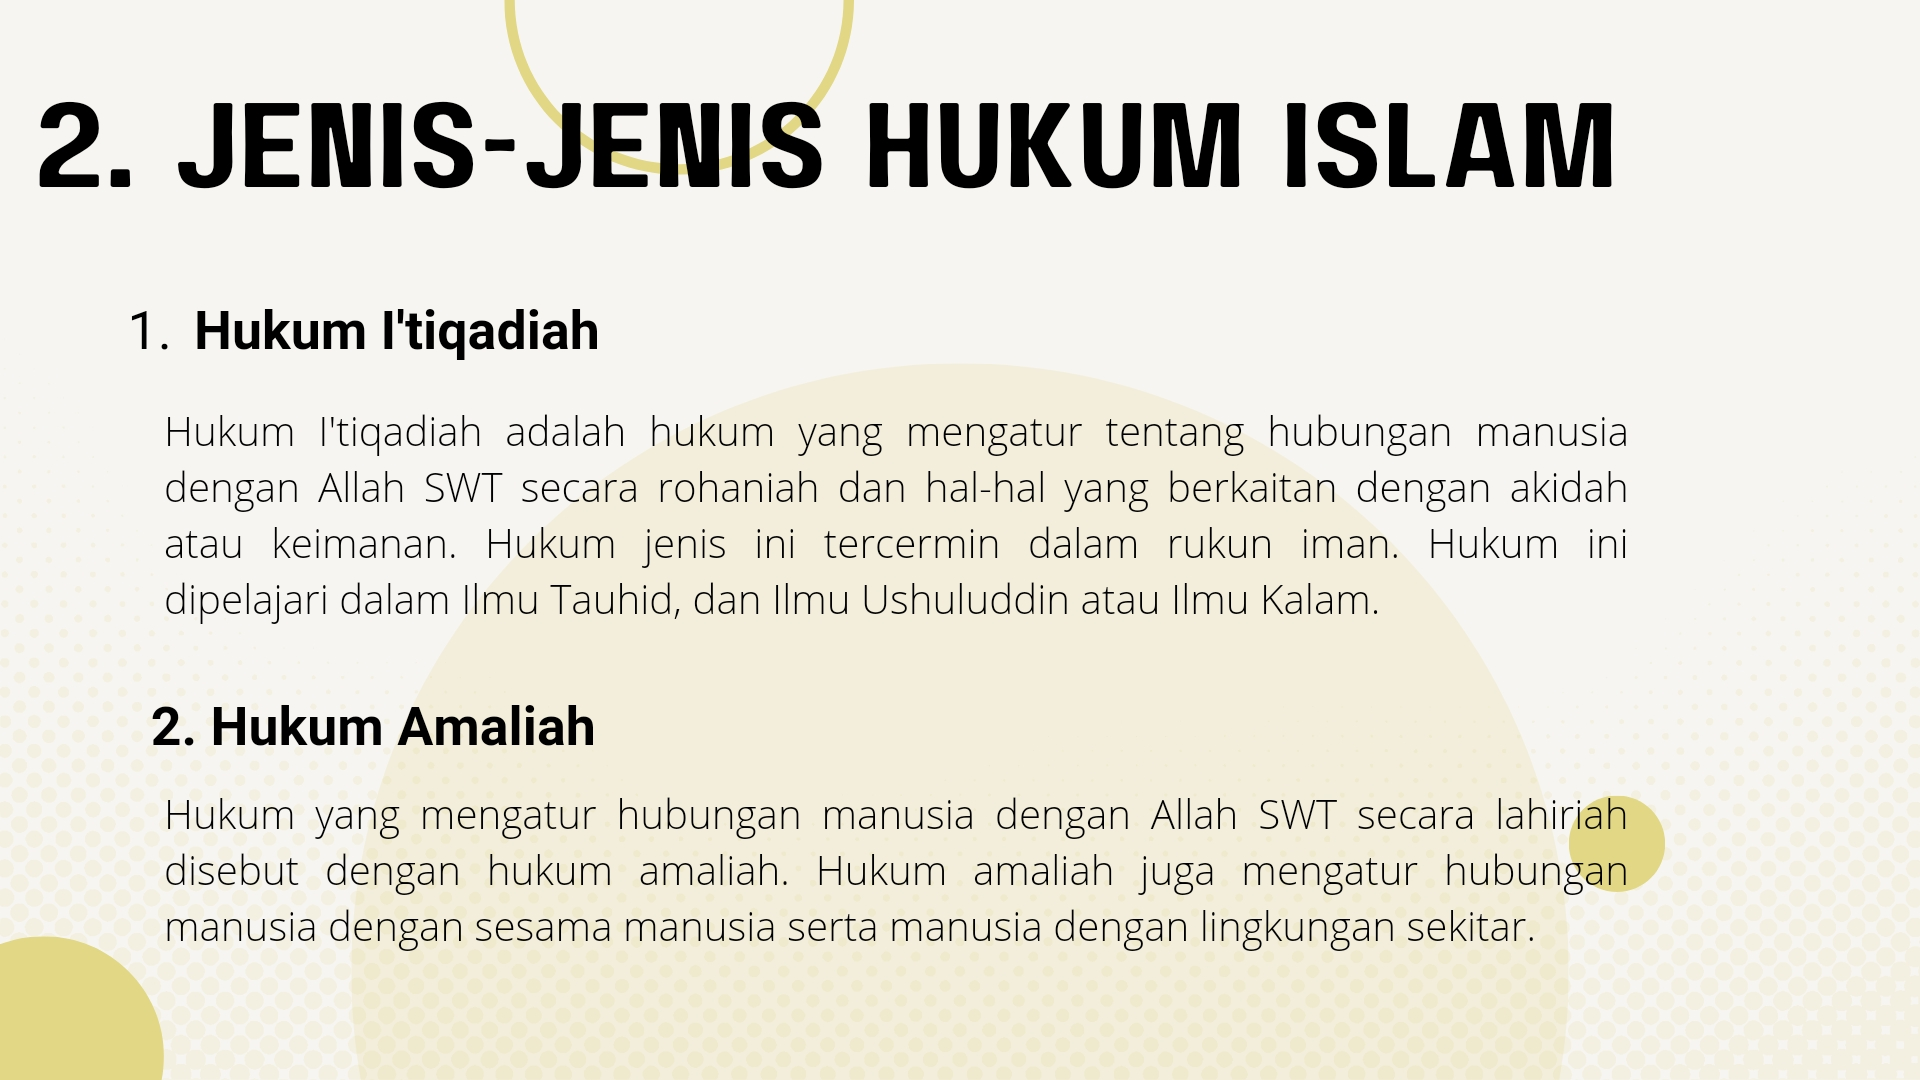 2. JENIS-JENIS HUKUM ISLAM
1. Hukum I'tiqadiah
Hukum I'tiqadiah adalah hukum yang mengatur tentang hubungan manusia
dengan Allah SWT secara rohaniah dan hal-hal yang berkaitan dengan akidah
atau keimanan. Hukum jenis ini tercermin dalam rukun iman. Hukum ini
dipelajari dalam Ilmu Tauhid, dan Ilmu Ushuluddin atau Ilmu Kalam.
2. Hukum Amaliah
Hukum yang mengatur hubungan manusia dengan Allah SWT secara lahiriah
disebut dengan hukum amaliah. Hukum amaliah juga mengatur hubungan
manusia dengan sesama manusia serta manusia dengan lingkungan sekitar.